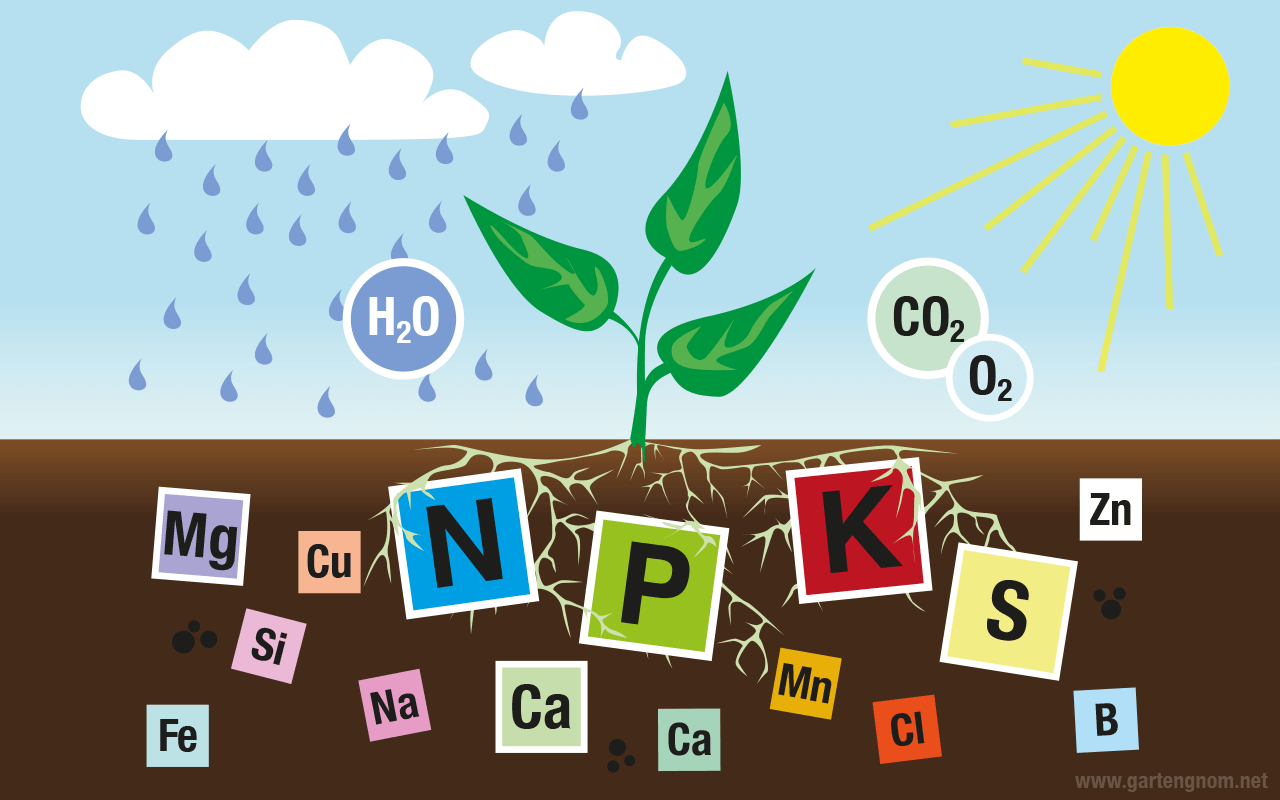 H₂O
CO₂
O₂
Mg
Cu
N
P
K
S
Zn
Si
Na
Ca
Ca
Mn
Cl
B
Fe
www.gartengnom.net